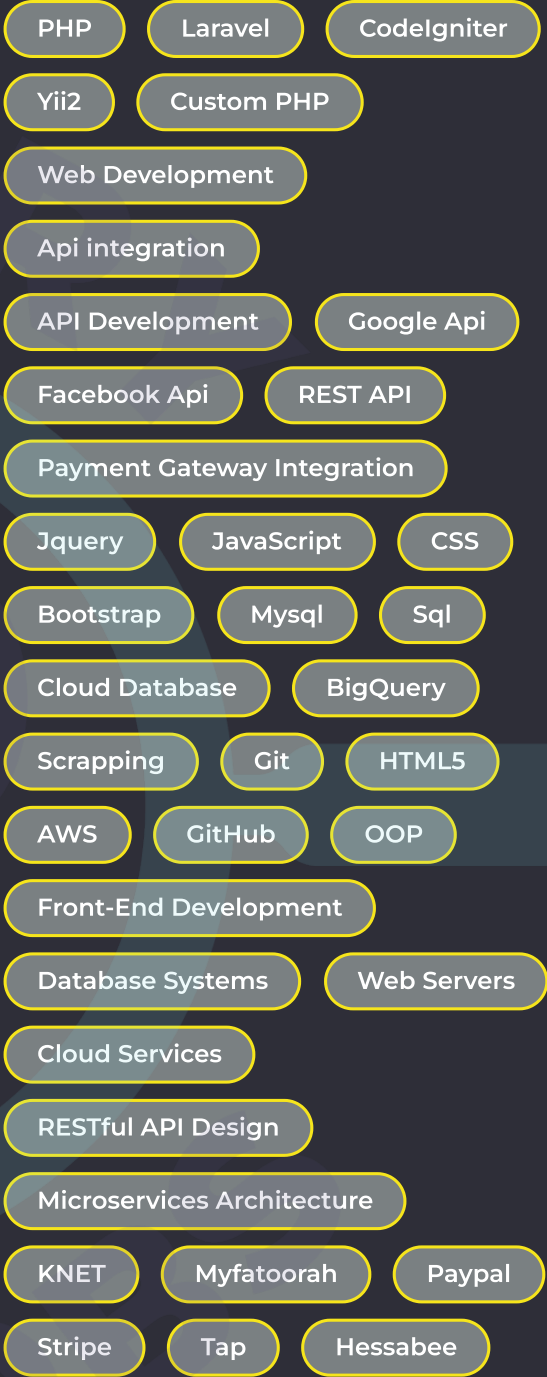 PHP Laravel CodeIgniter
Yii2 Custom PHP
Web Development
Api integration
API Development Google Api
Facebook Api REST API
Payment Gateway Integration
Jquery JavaScript CSS
Bootstrap Mysql Sql
Cloud Database BigQuery
Scrapping Git HTML5
AWS GitHub OOP
Front-End Development
Database Systems Web Servers
Cloud Services
RESTful API Design
Microservices Architecture
KNET Myfatoorah Paypal
Stripe Tap Hessabee